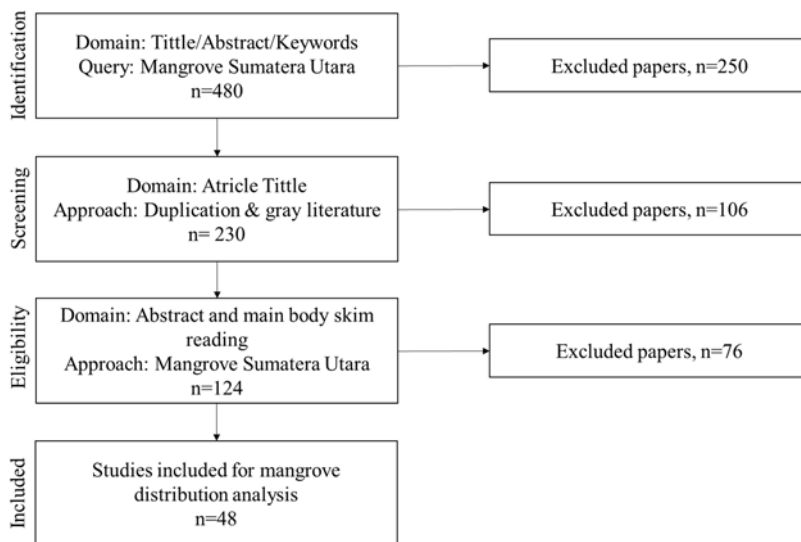 Identification
Domain: Tittle/Abstract/Keywords
Query: Mangrove Sumatera Utara
n=480
Excluded papers, n=250
Screening
Domain: Atricle Tittle
Approach: Duplication & gray literature
n= 230
Excluded papers, n=106
Eligibility
Domain: Abstract and main body skim
reading
Approach: Mangrove Sumatera Utara
n=124
Excluded papers, n=76
Included
Studies included for mangrove
distribution analysis
n=48